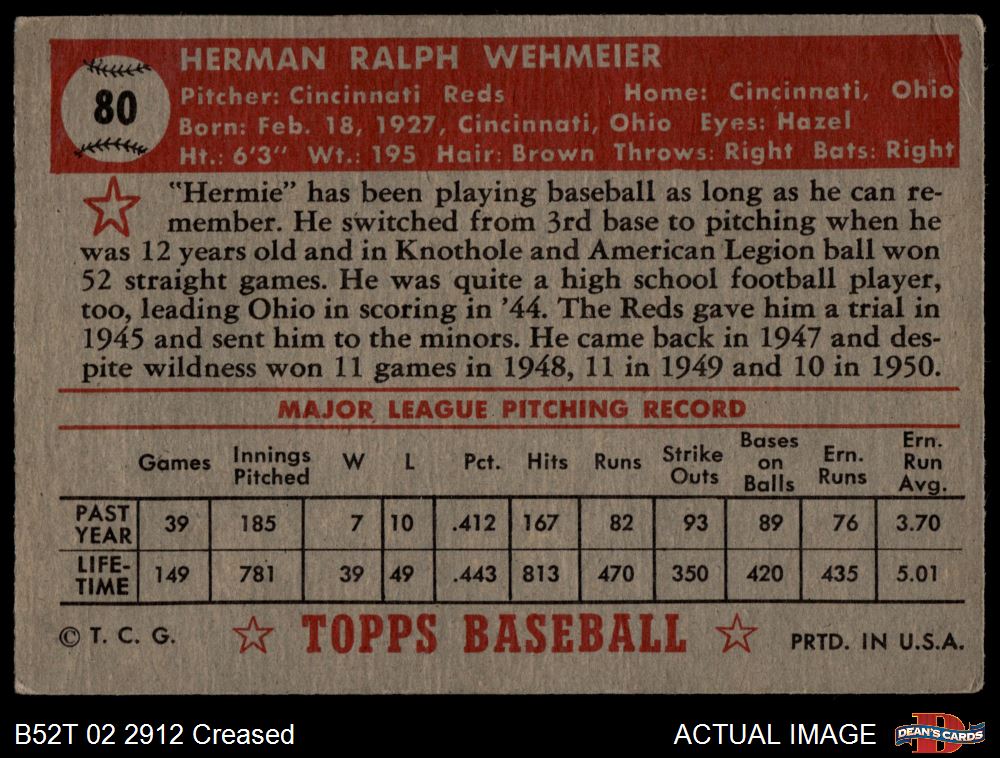 80
HERMAN RALPH WEHMEIER
Pitcher: Cincinnati Reds Home: Cincinnati, Ohio
Born: Feb. 18, 1927, Cincinnati, Ohio Eyes: Hazel
Ht.: 6'3" Wt.: 195 Hair: Brown Throws: Right Bats: Right
"Hermie" has been playing baseball as long as he can re-
member. He switched from 3rd base to pitching when he
was 12 years old and in Knothole and American Legion ball won
52 straight games. He was quite a high school football player,
too, leading Ohio in scoring in '44. The Reds gave him a trial in
1945 and sent him to the minors. He came back in 1947 and des-
pite wildness won 11 games in 1948, 11 in 1949 and 10 in 1950.
MAJOR LEAGUE PITCHING RECORD
Games Innings Pitched W L Pct. Hits Runs Strike Outs Bases on Balls Ern. Runs Ern. Run Avg.
PAST YEAR 39 185 7 10 .412 167 82 93 89 76 3.70
LIFE-TIME 149 781 39 49 .443 813 470 350 420 435 5.01
© T. C. G. TOPPS BASEBALL PRTD. IN U.S.A.
B52T 02 2912 Creased ACTUAL IMAGE D DEAN'S CARDS